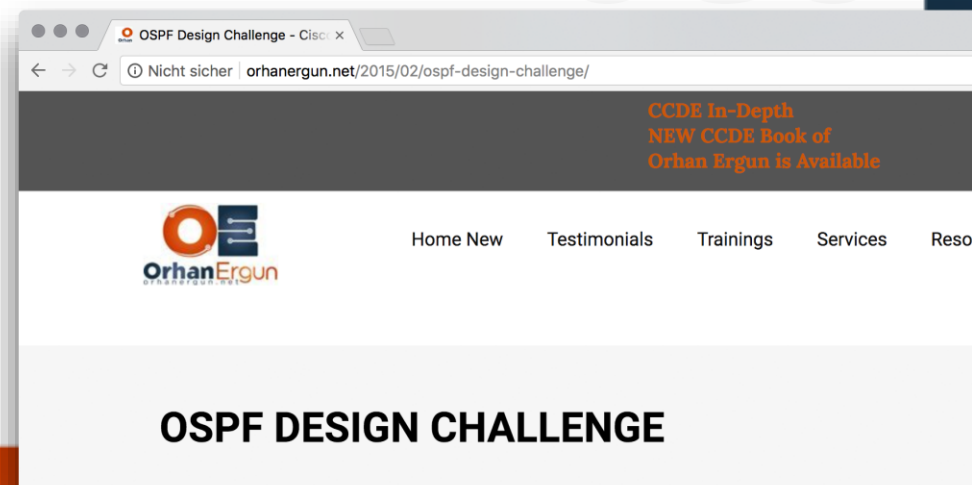 OSPF Design Challenge - Cisc
Nicht sicher orhanergun.net/2015/02/ospf-design-challenge/
CCDE In-Depth
NEW CCDE Book of
Orhan Ergun is Available
OE
OrhanErgun
orhanergun.net
Home New Testimonials Trainings Services Reso
OSPF DESIGN CHALLENGE